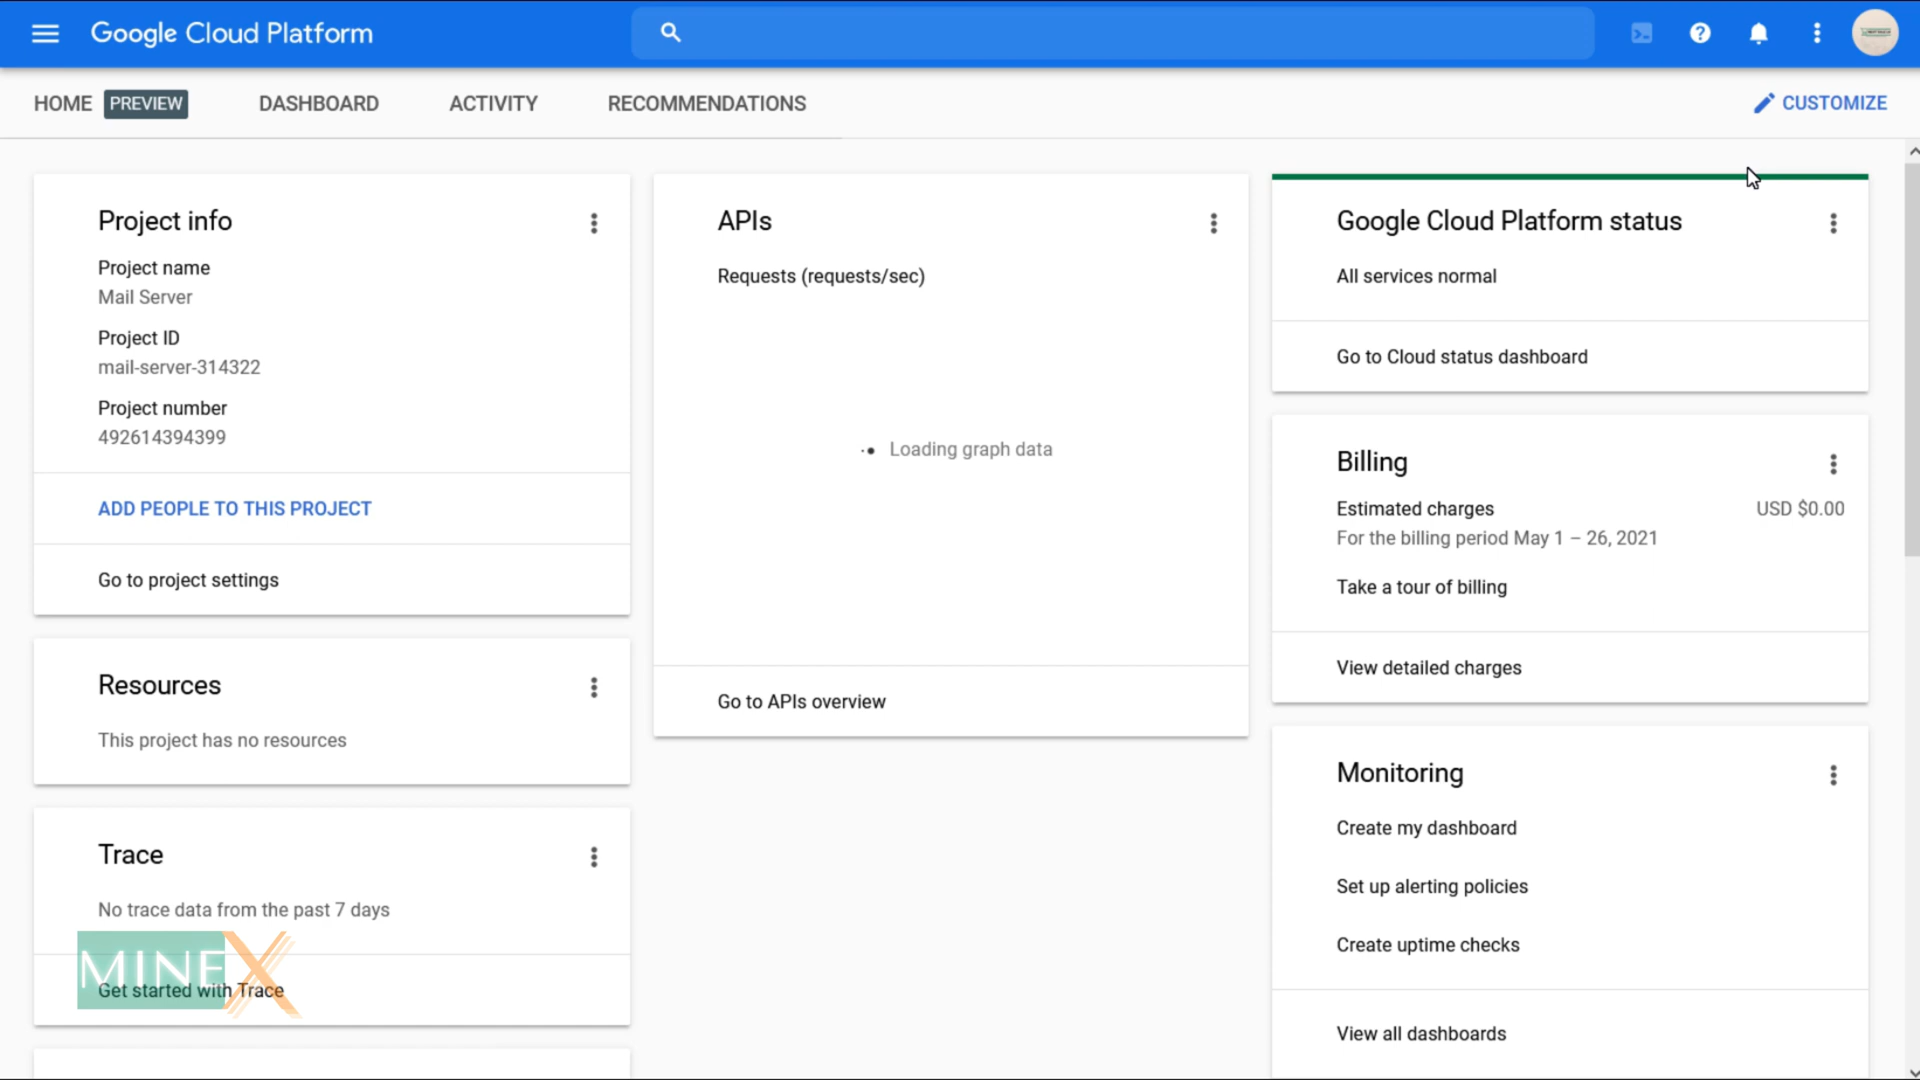 Google Cloud Platform
HOME PREVIEW DASHBOARD ACTIVITY RECOMMENDATIONS
CUSTOMIZE
Project info
Project name
Mail Server
Project ID
mail-server-314322
Project number
492614394399
ADD PEOPLE TO THIS PROJECT
Go to project settings
Resources
This project has no resources
Trace
No trace data from the past 7 days
Get started with Trace
MINEX
APIs
Requests (requests/sec)
Loading graph data
Go to APIs overview
Google Cloud Platform status
All services normal
Go to Cloud status dashboard
Billing
Estimated charges USD $0.00
For the billing period May 1 – 26, 2021
Take a tour of billing
View detailed charges
Monitoring
Create my dashboard
Set up alerting policies
Create uptime checks
View all dashboards